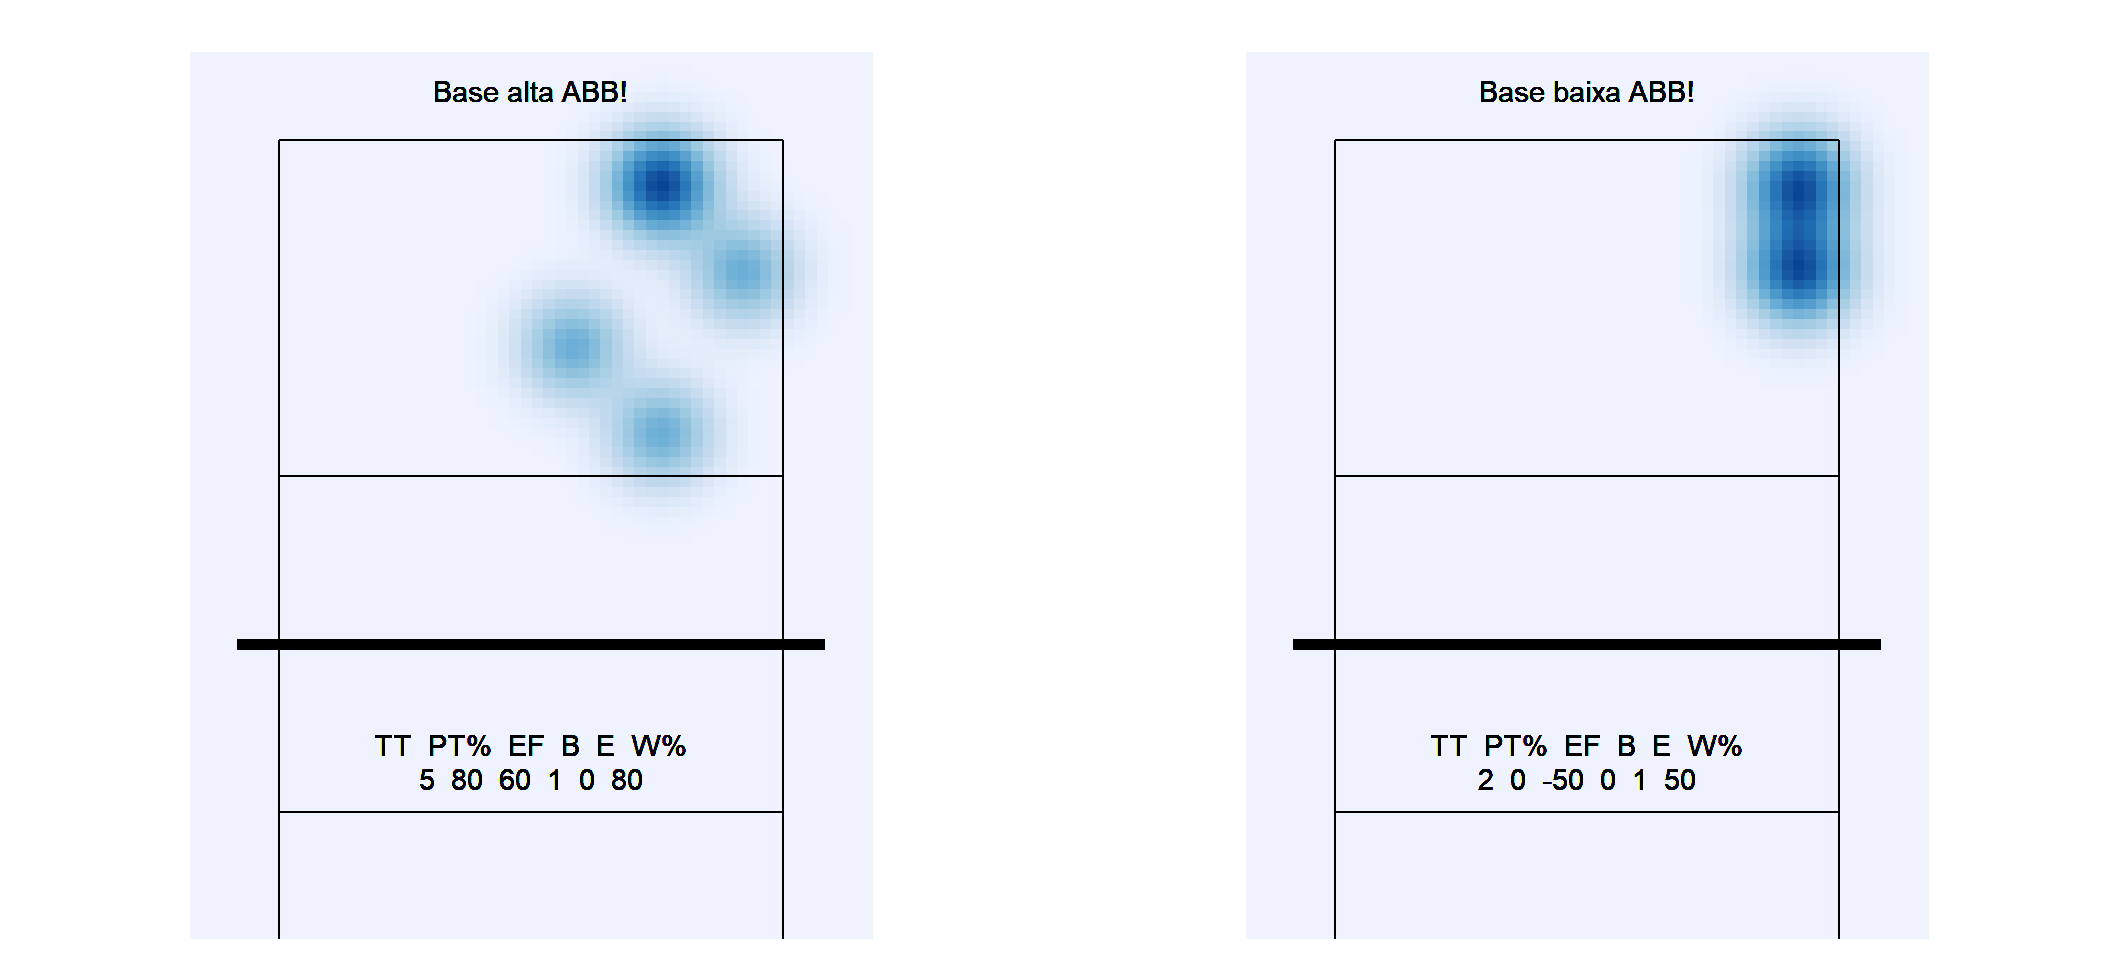 Base alta ABB!
TT PT% EF B E W%
5 80 60 1 0 80
Base baixa ABB!
TT PT% EF B E W%
2 0 -50 0 1 50